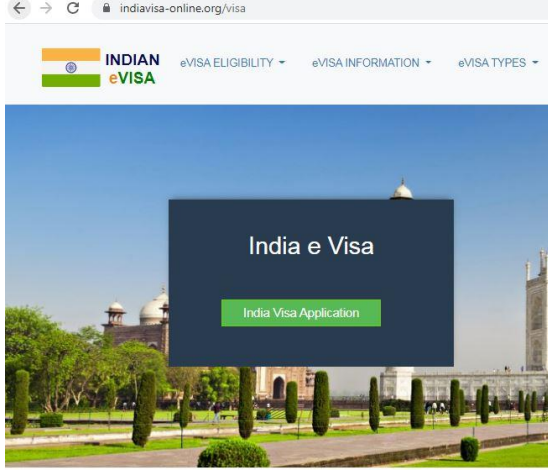 indiavisa-online.org/visa
INDIAN
eVISA
eVISA ELIGIBILITY
eVISA INFORMATION
eVISA TYPES
India e Visa
India Visa Application